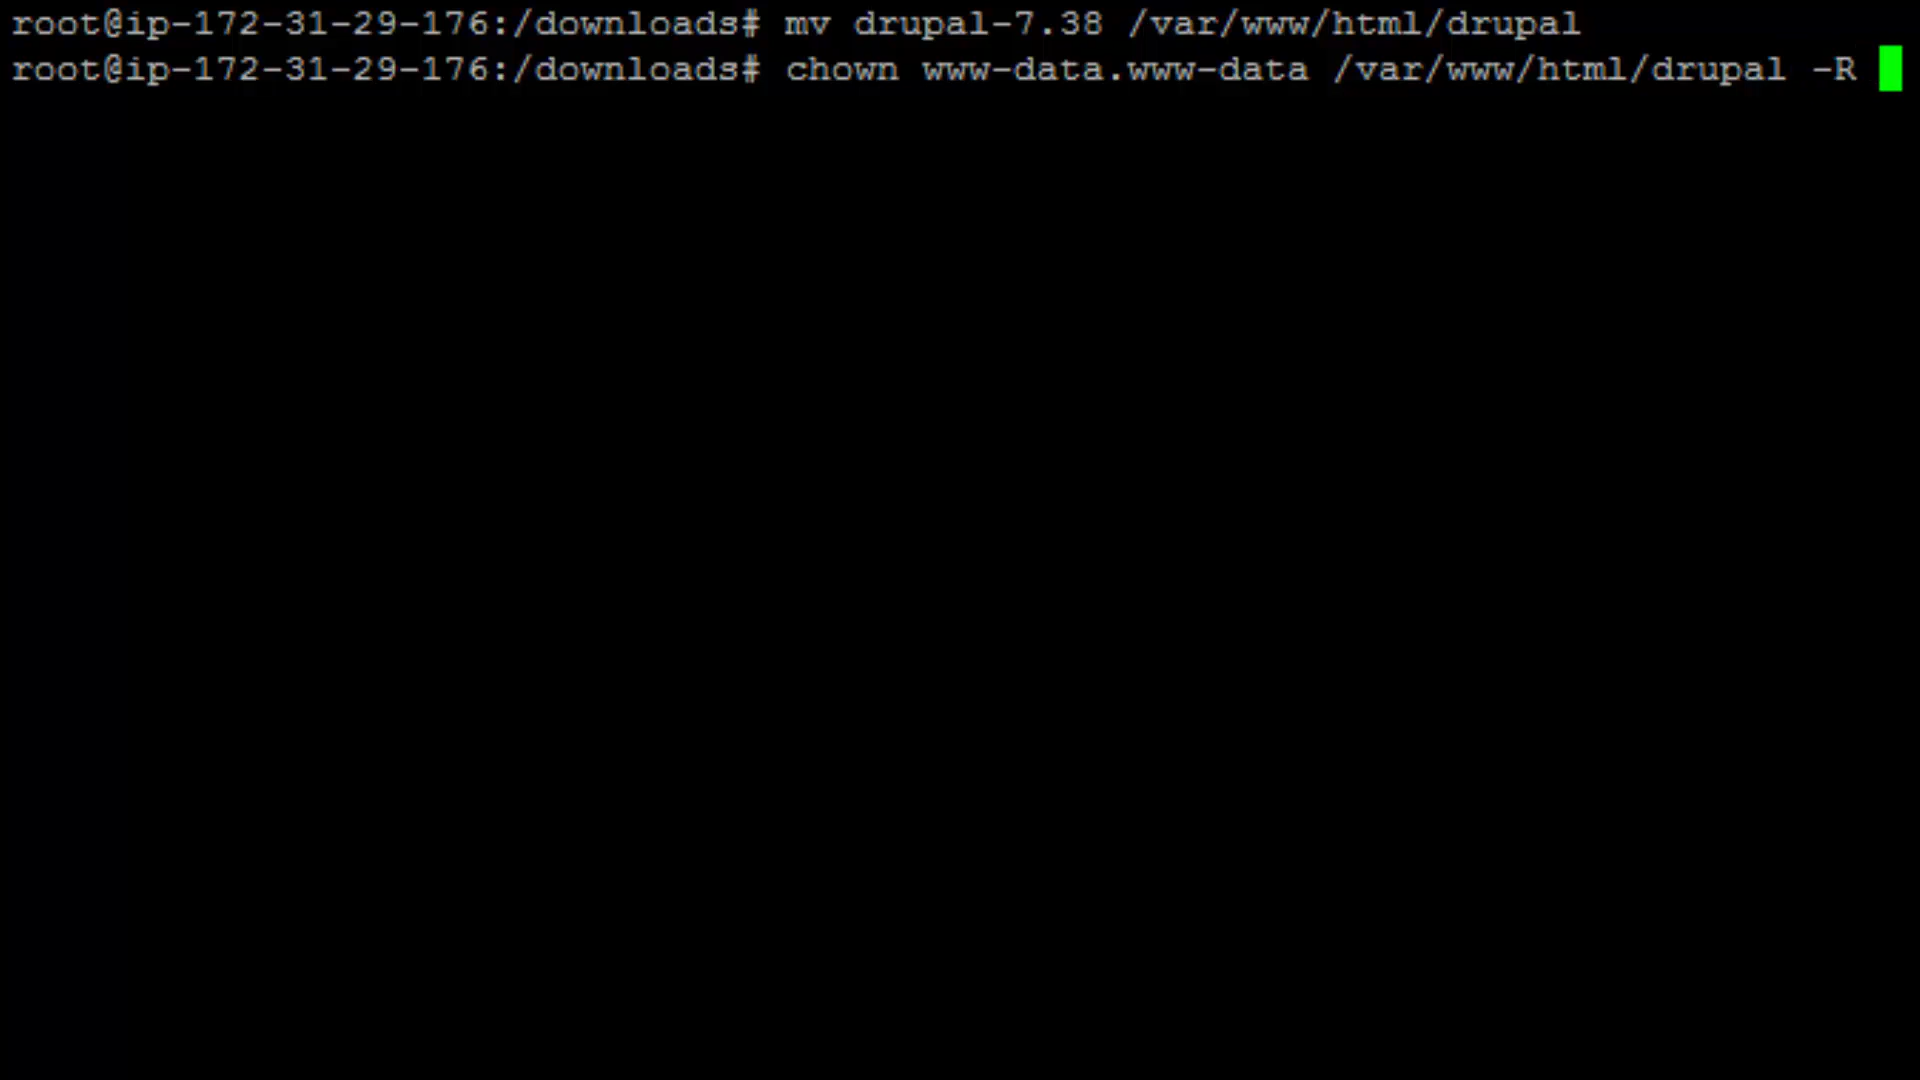 root@ip-172-31-29-176:/downloads# mv drupal-7.38 /var/www/html/drupal
root@ip-172-31-29-176:/downloads# chown www-data.www-data /var/www/html/drupal -R